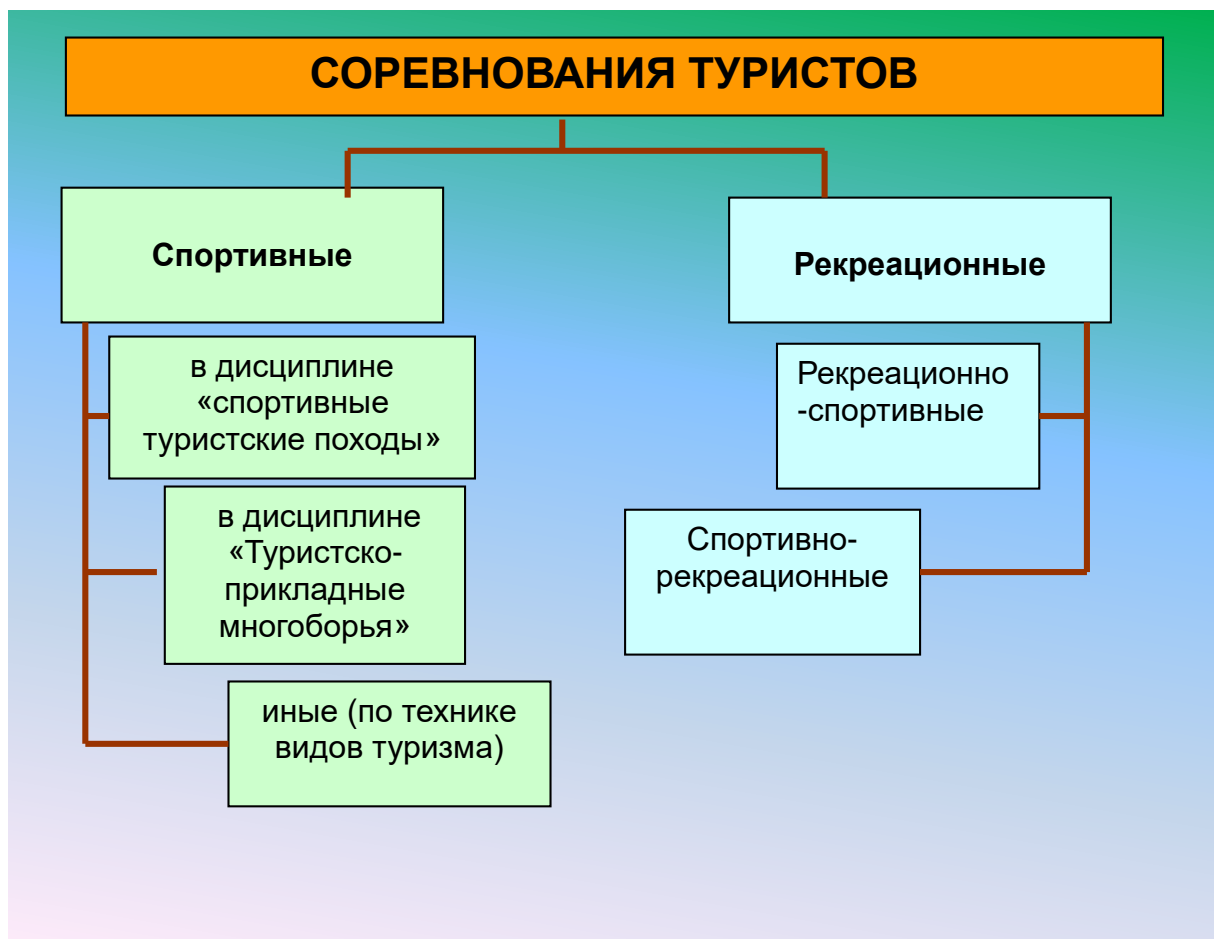 СОРЕВНОВАНИЯ ТУРИСТОВ
Спортивные
в дисциплине
«спортивные
туристские походы»
в дисциплине
«Туристско-
прикладные
многоборья»
иные (по технике
видов туризма)
Рекреационные
Рекреационно
-спортивные
Спортивно-
рекреационные